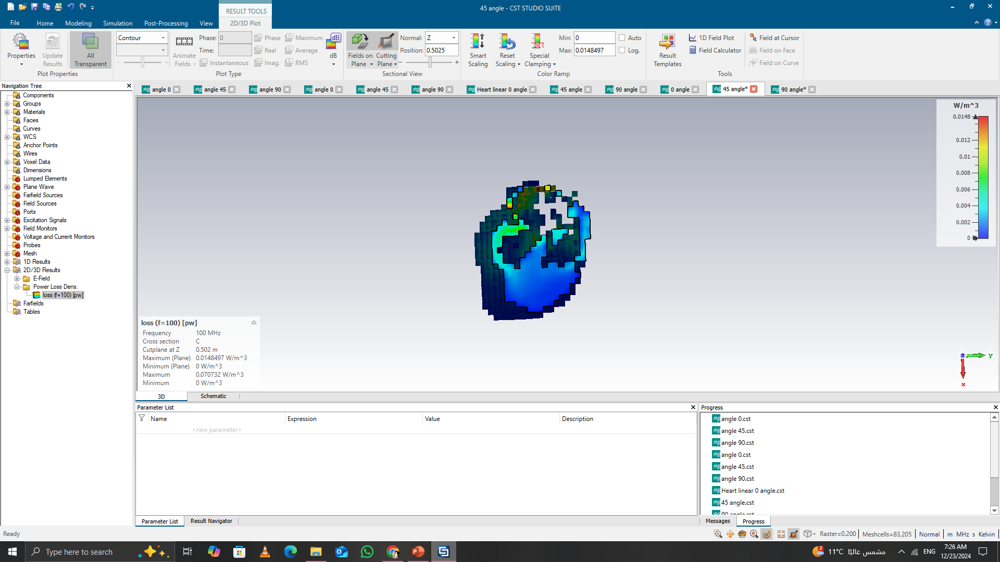 45 angle - CST STUDIO SUITE
RESULT TOOLS
File
Home
Modeling
Simulation
Post-Processing
View
2D/3D Plot
Properties
Update Results
All Transparent
Plot Properties
Contour
Animate Fields
Phase: 0
Time:
Instantaneous
Phase
Real
Imag.
Maximum
Average
RMS
dB
dB
Plot Type
Fields on Plane
Cutting Plane
Normal: Z
Position: 0.5025
Sectional View
Smart Scaling
Reset Scaling
Special Clamping
Min: 0
Max: 0.0148497
Auto
Log.
Color Ramp
Result Templates
1D Field Plot
Field Calculator
Field at Cursor
Field on Face
Field on Curve
Tools
Navigation Tree
angle 0
angle 45
angle 90
angle 0
angle 45
angle 90
Heart linear 0 angle
45 angle
90 angle
0 angle
45 angle*
90 angle*
Components
Groups
Materials
Faces
Curves
WCS
Anchor Points
Wires
Voxel Data
Dimensions
Lumped Elements
Plane Wave
Farfield Sources
Field Sources
Ports
Excitation Signals
Field Monitors
Voltage and Current Monitors
Probes
Mesh
1D Results
2D/3D Results
E-Field
Power Loss Dens.
loss (f=100) [pw]
Farfields
Tables
W/m^3
0.0148
0.012
0.01
0.008
0.006
0.004
0.002
0
loss (f=100) [pw]
Frequency 100 MHz
Cross section C
Cutplane at Z 0.502 m
Maximum (Plane) 0.0148497 W/m^3
Minimum (Plane) 0 W/m^3
Maximum 0.070732 W/m^3
Minimum 0 W/m^3
z
y
x
3D
Schematic
Parameter List
Name
Expression
Value
Description
<new parameter>
Progress
angle 0.cst
angle 45.cst
angle 90.cst
angle 0.cst
angle 45.cst
angle 90.cst
Heart linear 0 angle.cst
45 angle.cst
90 angle.cst
Parameter List
Result Navigator
Messages
Progress
Ready
Raster=0.200
Meshcells=83,205
Normal
m MHz s Kelvin
Type here to search
2
11°C مشمس غالبًا
ENG
7:26 AM
12/23/2024